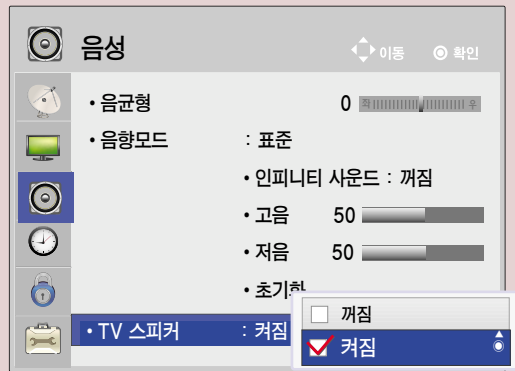 음성 이동 확인
• 음균형 0 좌 우
• 음향모드 : 표준
• 인피니티 사운드 : 꺼짐
• 고음 50
• 저음 50
• 초기화
꺼짐
• TV 스피커 : 켜짐
켜짐